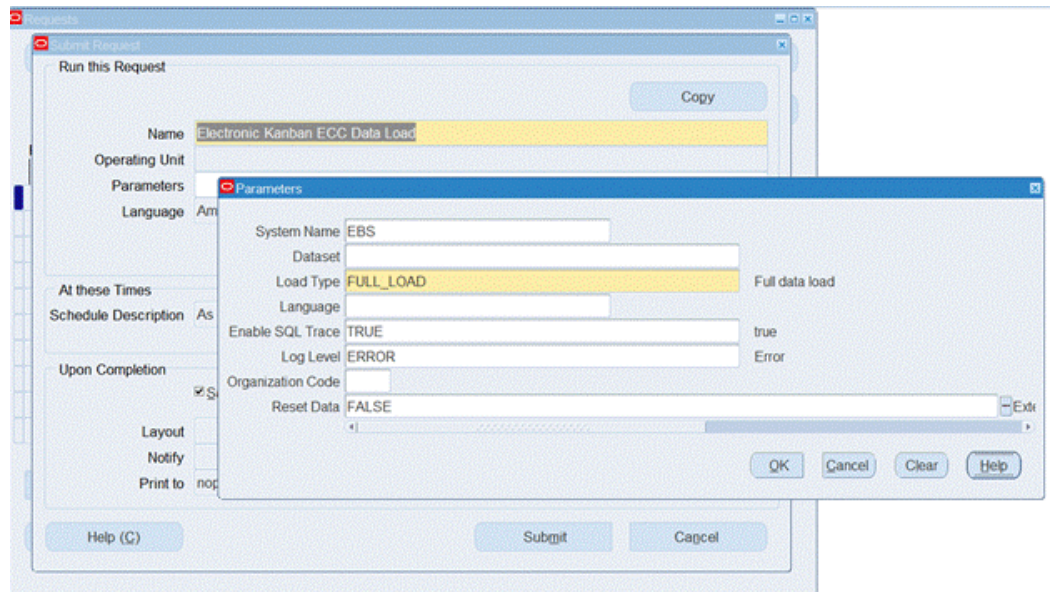 Requests
Submit Request
Run this Request
Copy
Name Electronic Kanban ECC Data Load
Operating Unit
Parameters
Language Am
At these Times
Schedule Description As
Upon Completion
Layout
Notify
Print to nop
Help (C)
Submit
Cancel
Parameters
System Name EBS
Dataset
Load Type FULL_LOAD Full data load
Language
Enable SQL Trace TRUE true
Log Level ERROR Error
Organization Code
Reset Data FALSE
OK
Cancel
Clear
Help